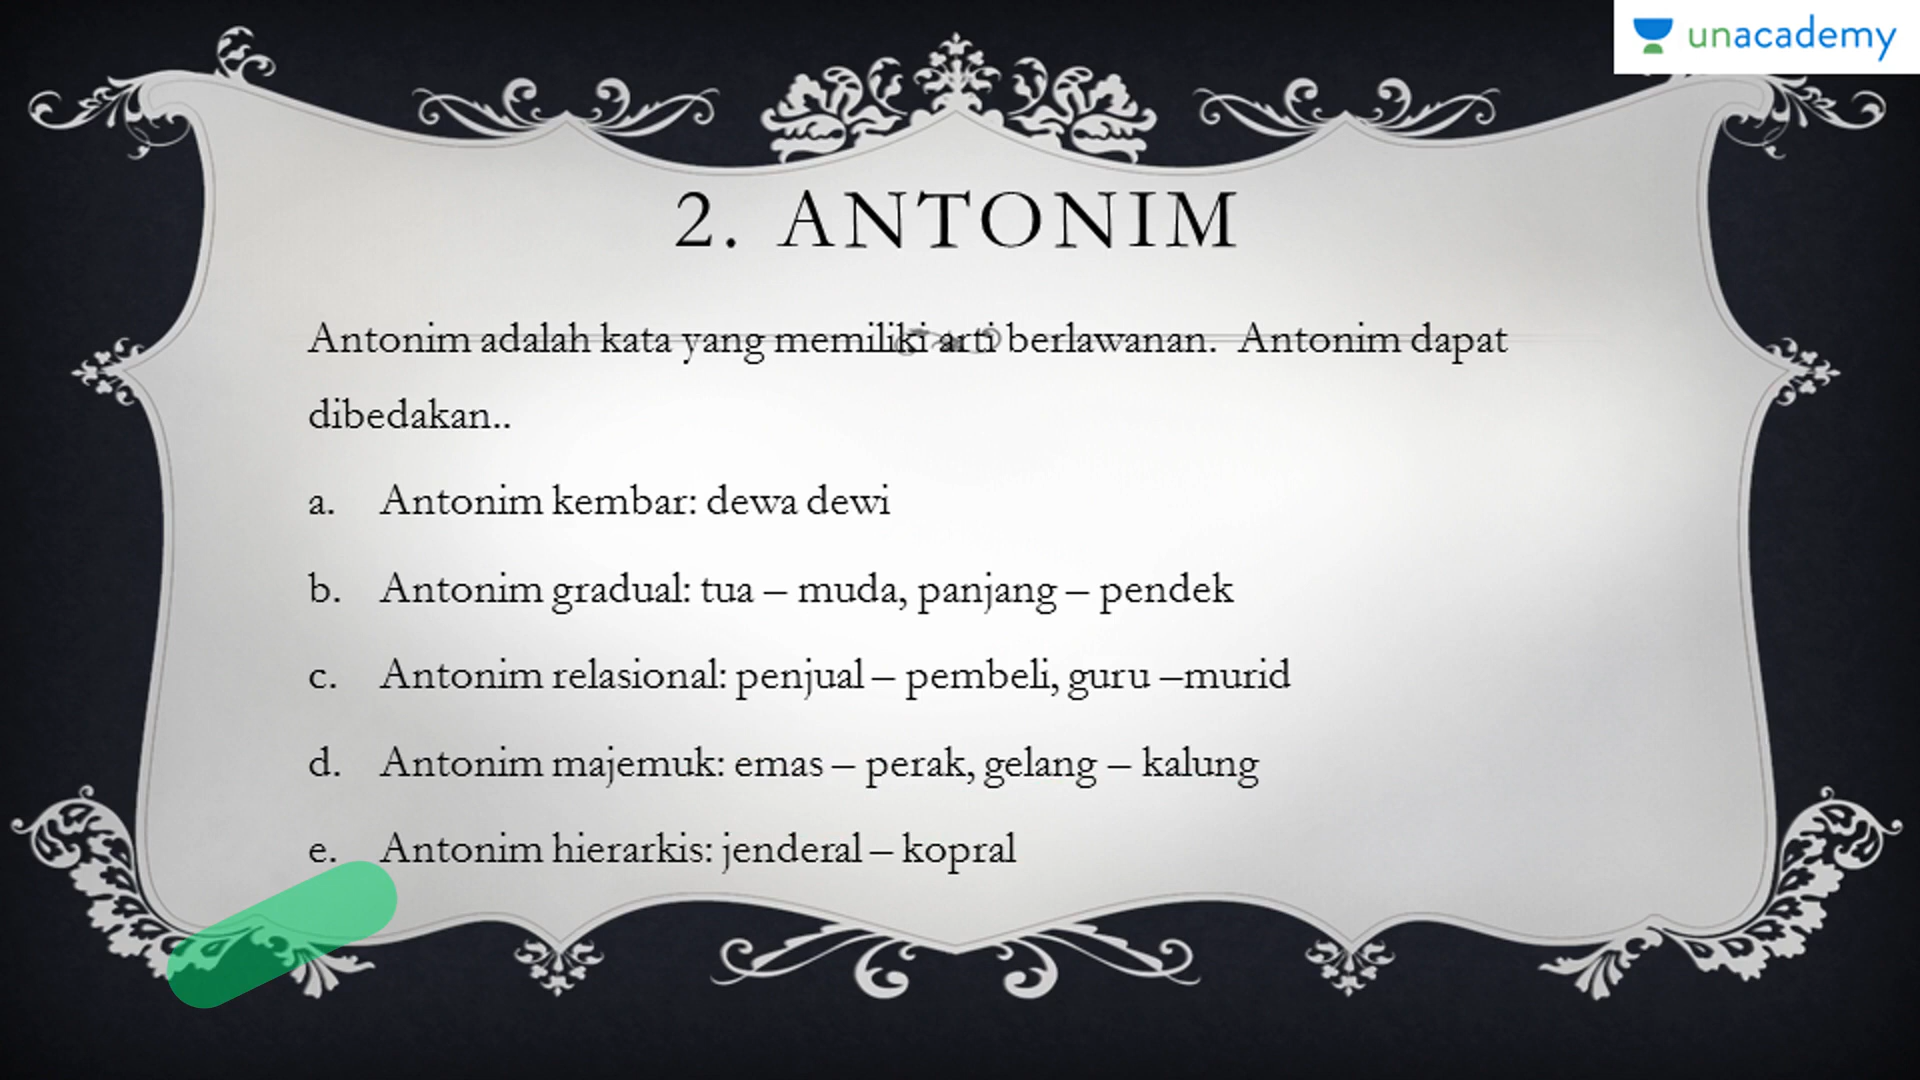 unacademy
2. ANTONIM
Antonim adalah kata yang memiliki arti berlawanan. Antonim dapat
dibedakan..
a. Antonim kembar: dewa dewi
b. Antonim gradual: tua – muda, panjang – pendek
c. Antonim relasional: penjual – pembeli, guru –murid
d. Antonim majemuk: emas – perak, gelang – kalung
e. Antonim hierarkis: jenderal – kopral